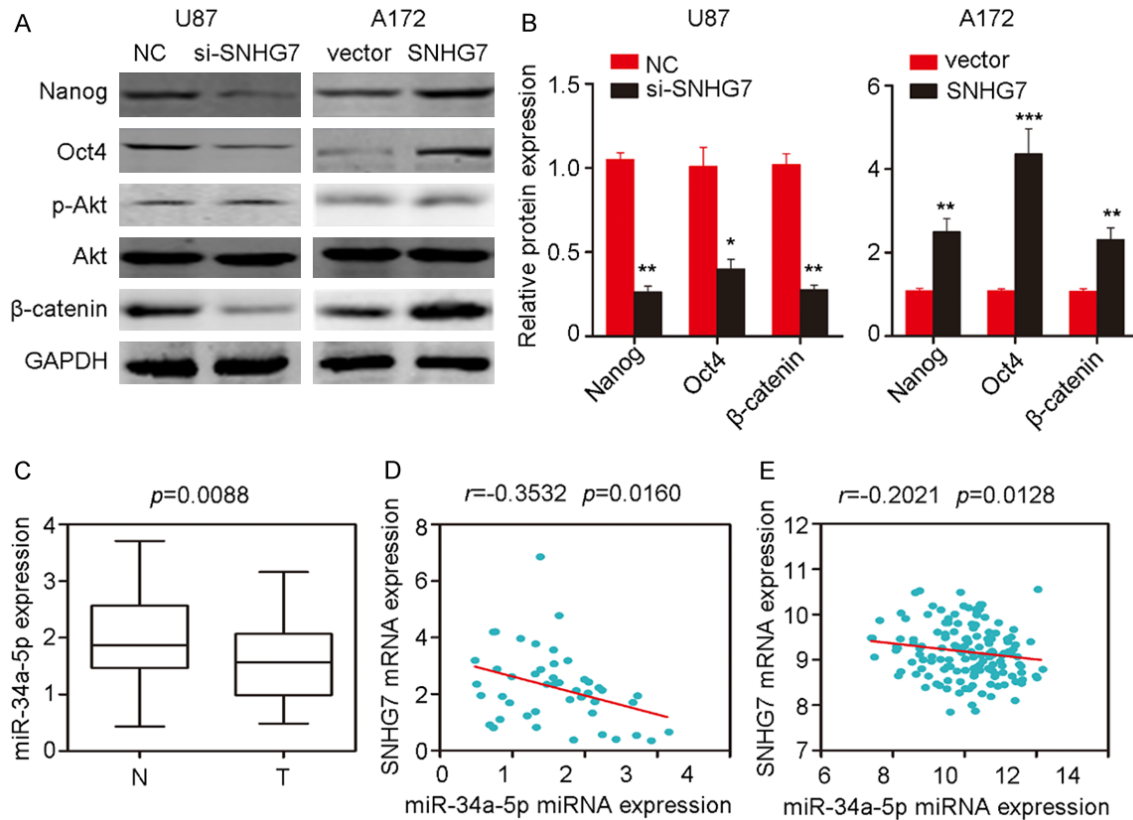 A
U87
A172
NC si-SNHG7 vector SNHG7
Nanog
Oct4
p-Akt
Akt
β-catenin
GAPDH
B
U87
NC
si-SNHG7
Relative protein expression
1.5
1.0
0.5
0
**
*
**
Nanog
Oct4
β-catenin
A172
vector
SNHG7
6
4
2
0
**
***
**
Nanog
Oct4
β-catenin
C
p=0.0088
miR-34a-5p expression
4
3
2
1
0
N T
D
r=-0.3532 p=0.0160
SNHG7 mRNA expression
8
6
4
2
0
0 1 2 3 4
miR-34a-5p miRNA expression
E
r=-0.2021 p=0.0128
SNHG7 mRNA expression
12
11
10
9
8
7
6 8 10 12 14
miR-34a-5p miRNA expression